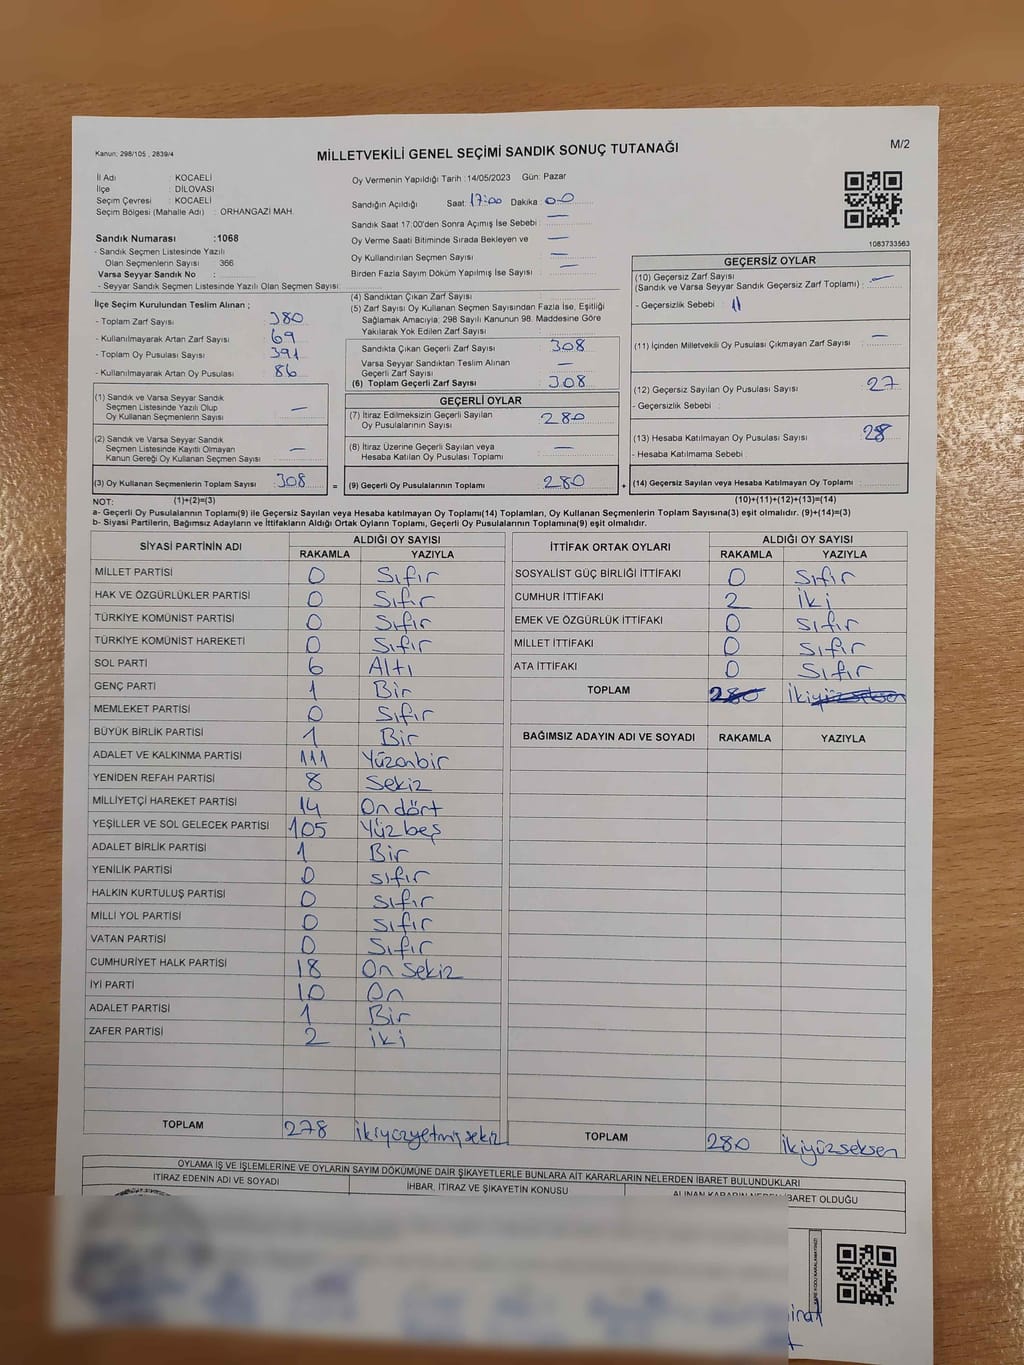 Kanun: 298/105 , 2839/4
MİLLETVEKİLİ GENEL SEÇİMİ SANDIK SONUÇ TUTANAĞI
M/2
İl Adı : KOCAELİ
İlçe : DİLOVASI
Seçim Çevresi : KOCAELİ
Seçim Bölgesi (Mahalle Adı) : ORHANGAZİ MAH.
Sandık Numarası :1068
- Sandık Seçmen Listesinde Yazılı
Olan Seçmenlerin Sayısı 366
Varsa Seyyar Sandık No :
- Seyyar Sandık Seçmen Listesinde Yazılı Olan Seçmen Sayısı:
İlçe Seçim Kurulundan Teslim Alınan ;
- Toplam Zarf Sayısı 380
- Kullanılmayarak Artan Zarf Sayısı 69
- Toplam Oy Pusulası Sayısı 391
- Kullanılmayarak Artan Oy Pusulası 86
(1) Sandık ve Varsa Seyyar Sandık
Seçmen Listesinde Yazılı Olup
Oy Kullanan Seçmenlerin Sayısı —
(2) Sandık ve Varsa Seyyar Sandık
Seçmen Listesinde Kayıtlı Olmayan
Kanun Gereği Oy Kullanan Seçmen Sayısı —
(3) Oy Kullanan Seçmenlerin Toplam Sayısı 308 =
Oy Vermenin Yapıldığı Tarih :14/05/2023 Gün: Pazar
Sandığın Açıldığı Saat: 17:00 Dakika: 00
Sandık Saat 17.00'den Sonra Açımış İse Sebebi : —
Oy Verme Saati Bitiminde Sırada Bekleyen ve —
Oy Kullandırılan Seçmen Sayısı —
Birden Fazla Sayım Döküm Yapılmış İse Sayısı —
(4) Sandıktan Çıkan Zarf Sayısı
(5) Zarf Sayısı Oy Kullanan Seçmen Sayısından Fazla İse, Eşitliği
Sağlamak Amacıyla; 298 Sayılı Kanunun 98. Maddesine Göre
Yakılarak Yok Edilen Zarf Sayısı :
Sandıkta Çıkan Geçerli Zarf Sayısı 308
Varsa Seyyar Sandıktan Teslim Alınan
Geçerli Zarf Sayısı —
(6) Toplam Geçerli Zarf Sayısı : 308
GEÇERLİ OYLAR
(7) İtiraz Edilmeksizin Geçerli Sayılan
Oy Pusulalarının Sayısı : 280
(8) İtiraz Üzerine Geçerli Sayılan veya
Hesaba Katılan Oy Pusulası Toplamı —
(9) Geçerli Oy Pusulalarının Toplamı 280 +
1083733563
GEÇERSİZ OYLAR
(10) Geçersiz Zarf Sayısı
(Sandık ve Varsa Seyyar Sandık Geçersiz Zarf Toplamı) : —
- Geçersizlik Sebebi :
(11) İçinden Milletvekili Oy Pusulası Çıkmayan Zarf Sayısı —
(12) Geçersiz Sayılan Oy Pusulası Sayısı 27
- Geçersizlik Sebebi :
(13) Hesaba Katılmayan Oy Pusulası Sayısı 28
- Hesaba Katılmama Sebebi
(14) Geçersiz Sayılan veya Hesaba Katılmayan Oy Pusulası Toplamı :
NOT: (1)+(2)=(3) (10)+(11)+(12)+(13)=(14)
a- Geçerli Oy Pusulalarının Toplamı(9) ile Geçersiz Sayılan veya Hesaba katılmayan Oy Toplamı(14) Toplamları, Oy Kullanan Seçmenlerin Toplam Sayısına(3) eşit olmalıdır. (9)+(14)=(3)
b- Siyasi Partilerin, Bağımsız Adayların ve İttifakların Aldığı Ortak Oyların Toplamı, Geçerli Oy Pusulalarının Toplamına(9) eşit olmalıdır.
SİYASİ PARTİNİN ADI ALDIĞI OY SAYISI
RAKAMLA YAZIYLA
MİLLET PARTİSİ 0 Sıfır
HAK VE ÖZGÜRLÜKLER PARTİSİ 0 Sıfır
TÜRKİYE KOMÜNİST PARTİSİ 0 Sıfır
TÜRKİYE KOMÜNİST HAREKETİ 0 Sıfır
SOL PARTİ 6 Altı
GENÇ PARTİ 1 Bir
MEMLEKET PARTİSİ 0 Sıfır
BÜYÜK BİRLİK PARTİSİ 1 Bir
ADALET VE KALKINMA PARTİSİ 111 Yüzonbir
YENİDEN REFAH PARTİSİ 8 Sekiz
MİLLİYETÇİ HAREKET PARTİSİ 14 On dört
YEŞİLLER VE SOL GELECEK PARTİSİ 105 Yüz beş
ADALET BİRLİK PARTİSİ 1 Bir
YENİLİK PARTİSİ 0 sıfır
HALKIN KURTULUŞ PARTİSİ 0 sıfır
MİLLİ YOL PARTİSİ 0 sıfır
VATAN PARTİSİ 0 Sıfır
CUMHURİYET HALK PARTİSİ 18 On sekiz
İYİ PARTİ 10 On
ADALET PARTİSİ 1 Bir
ZAFER PARTİSİ 2 iki
TOPLAM 278 ikiyüzyetmişsekiz
İTTİFAK ORTAK OYLARI ALDIĞI OY SAYISI
RAKAMLA YAZIYLA
SOSYALİST GÜÇ BİRLİĞİ İTTİFAKI 0 Sıfır
CUMHUR İTTİFAKI 2 iki
EMEK VE ÖZGÜRLÜK İTTİFAKI 0 sıfır
MİLLET İTTİFAKI 0 sıfır
ATA İTTİFAKI 0 Sıfır
TOPLAM 280 ikiyüzseksen
BAĞIMSIZ ADAYIN ADI VE SOYADI RAKAMLA YAZIYLA
TOPLAM 280 ikiyüzseksen
OYLAMA İŞ VE İŞLEMLERİNE VE OYLARIN SAYIM DÖKÜMÜNE DAİR ŞİKAYETLERLE BUNLARA AİT KARARLARIN NELERDEN İBARET BULUNDUKLARI
İTİRAZ EDENİN ADI VE SOYADI İHBAR, İTİRAZ VE ŞİKAYETİN KONUSU ALINAN KARARIN NEDEN İBARET OLDUĞU